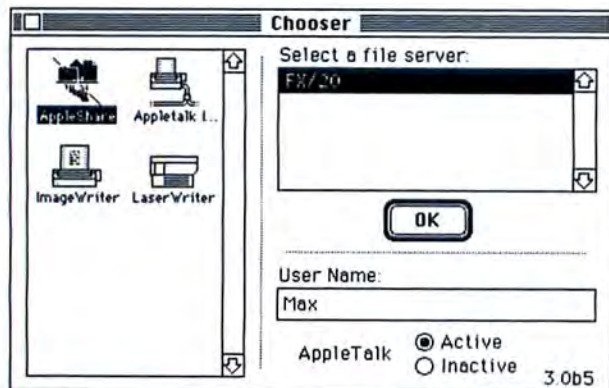 Chooser
AppleShare
Appletalk I...
ImageWriter
LaserWriter
Select a file server:
FX/20
OK
User Name:
Max
AppleTalk
Active
Inactive
3.0b5